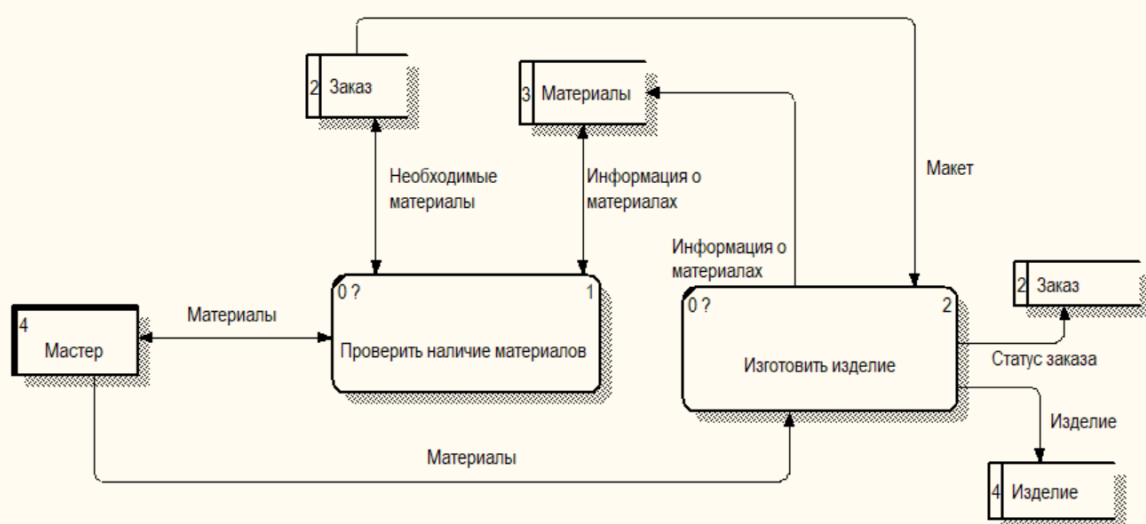 2 Заказ
3 Материалы
Необходимые
материалы
Информация о
материалах
Макет
Информация о
материалах
0 ? 1
Проверить наличие материалов
Материалы
4
Мастер
0 ? 2
Изготовить изделие
2 Заказ
Статус заказа
Изделие
Материалы
4 Изделие